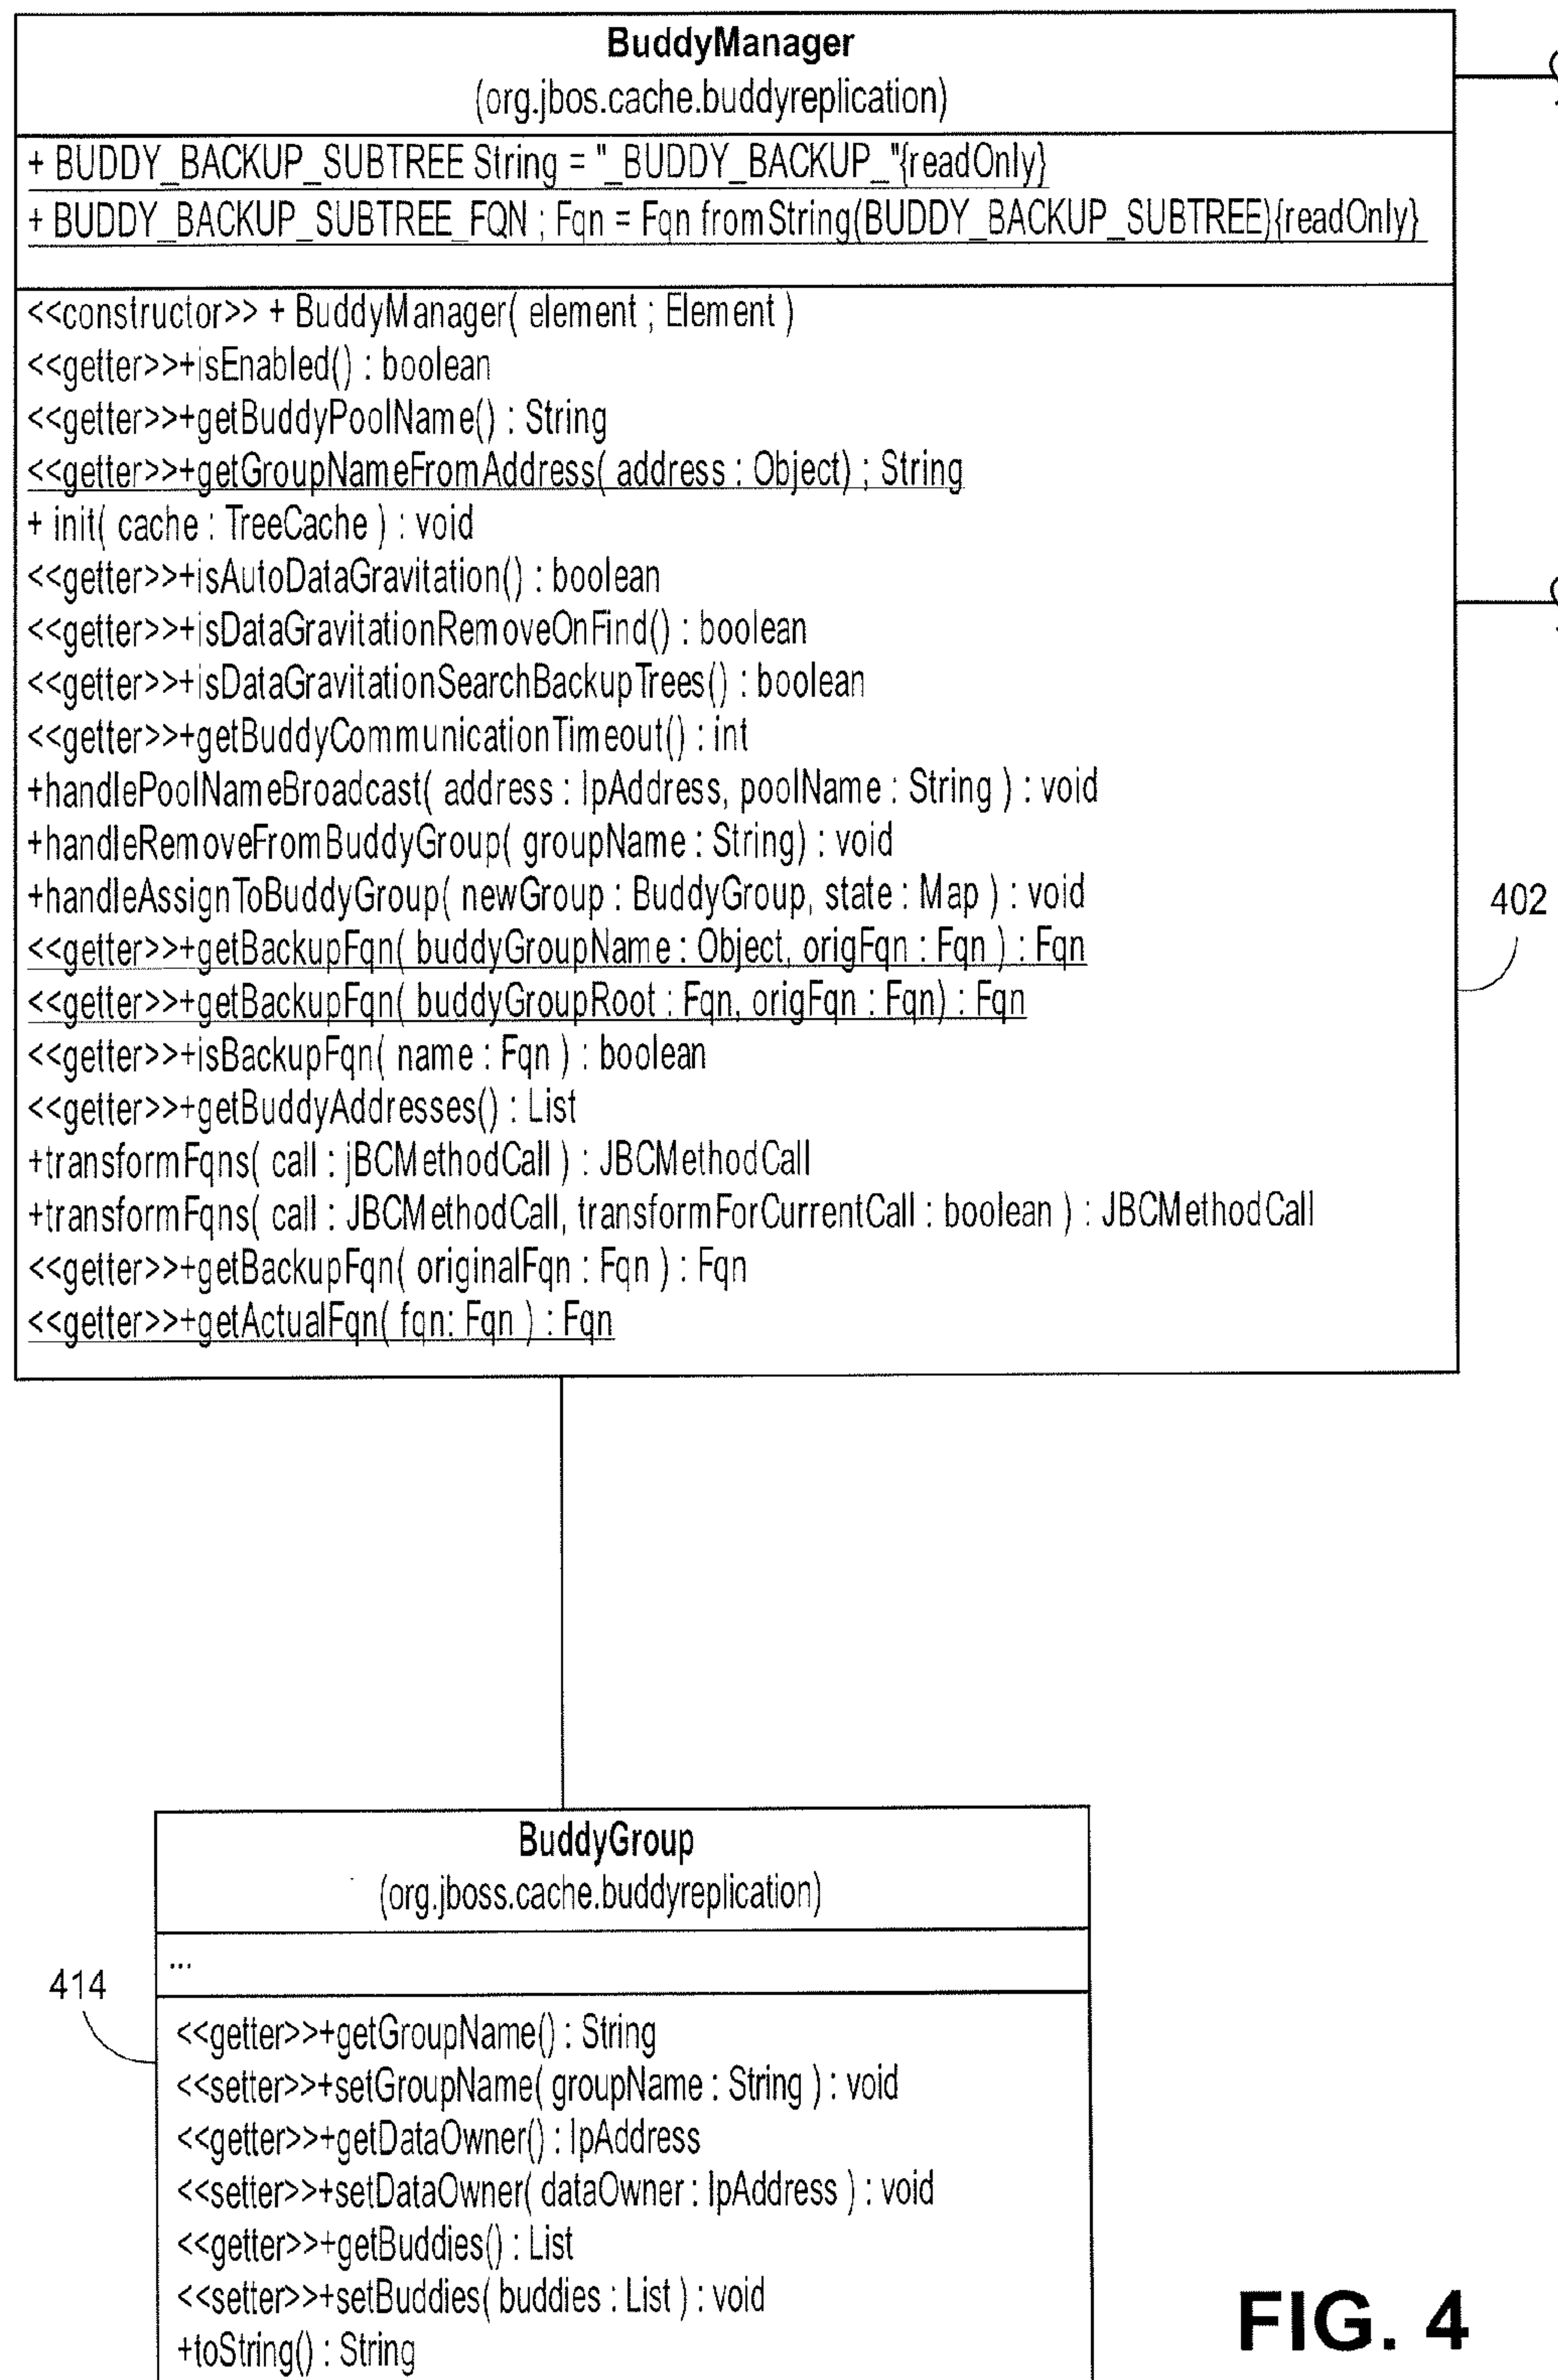 BuddyManager
(org.jbos.cache.buddyreplication)
+ BUDDY_BACKUP_SUBTREE String = "_BUDDY_BACKUP_"{readOnly}
+ BUDDY_BACKUP_SUBTREE_FQN ; Fqn = Fqn fromString(BUDDY_BACKUP_SUBTREE){readOnly}
<<constructor>> + BuddyManager( element ; Element )
<<getter>>+isEnabled() : boolean
<<getter>>+getBuddyPoolName() : String
<<getter>>+getGroupNameFromAddress( address : Object) ; String
+ init( cache : TreeCache ) : void
<<getter>>+isAutoDataGravitation() : boolean
<<getter>>+isDataGravitationRemoveOnFind() : boolean
<<getter>>+isDataGravitationSearchBackupTrees() : boolean
<<getter>>+getBuddyCommunicationTimeout() : int
+handlePoolNameBroadcast( address : IpAddress, poolName : String ) : void
+handleRemoveFromBuddyGroup( groupName : String) : void
+handleAssignToBuddyGroup( newGroup : BuddyGroup, state : Map ) : void
402
<<getter>>+getBackupFqn( buddyGroupName : Object, origFqn : Fqn ) : Fqn
<<getter>>+getBackupFqn( buddyGroupRoot : Fqn, origFqn : Fqn) : Fqn
<<getter>>+isBackupFqn( name : Fqn ) : boolean
<<getter>>+getBuddyAddresses() : List
+transformFqns( call : jBCMethodCall ) : JBCMethodCall
+transformFqns( call : JBCMethodCall, transformForCurrentCall : boolean ) : JBCMethodCall
<<getter>>+getBackupFqn( originalFqn : Fqn ) : Fqn
<<getter>>+getActualFqn( fqn: Fqn ) : Fqn
BuddyGroup
(org.jboss.cache.buddyreplication)
...
414
<<getter>>+getGroupName() : String
<<setter>>+setGroupName( groupName : String ) : void
<<getter>>+getDataOwner() : IpAddress
<<setter>>+setDataOwner( dataOwner : IpAddress ) : void
<<getter>>+getBuddies() : List
<<setter>>+setBuddies( buddies : List ) : void
+toString() : String
FIG. 4